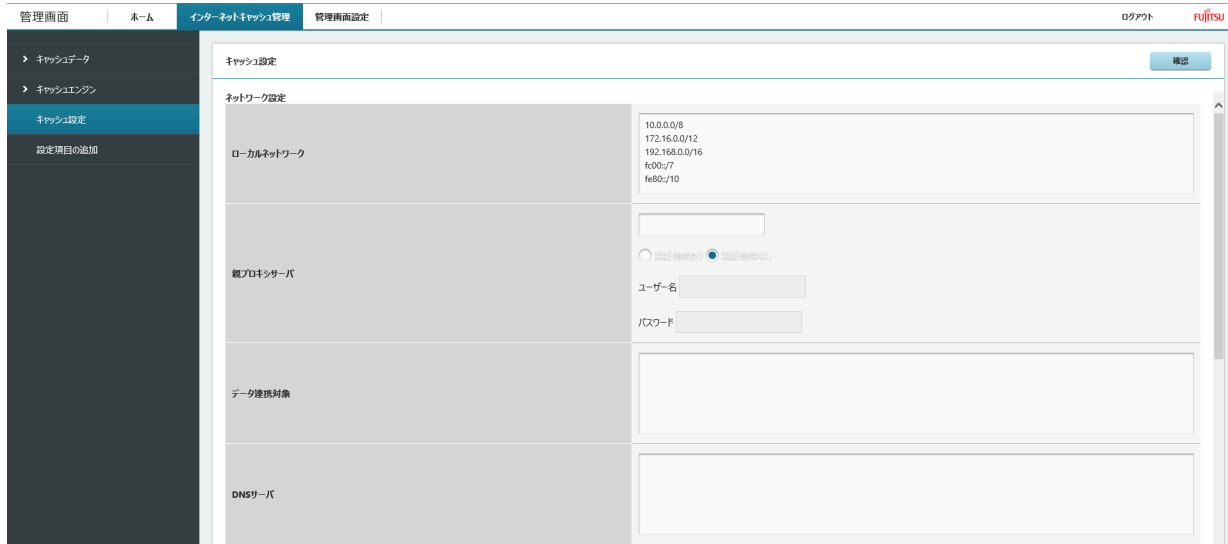 管理画面 ホーム インターネットキャッシュ管理 管理画面設定 ログアウト FUJITSU
キャッシュデータ
キャッシュエンジン
キャッシュ設定
設定項目の追加
キャッシュ設定 確認
ネットワーク設定
ローカルネットワーク
10.0.0.0/8
172.16.0.0/12
192.168.0.0/16
fc00::/7
fe80::/10
親プロキシサーバ
認証機能あり 認証機能なし
ユーザー名
パスワード
データ連携対象
DNSサーバ